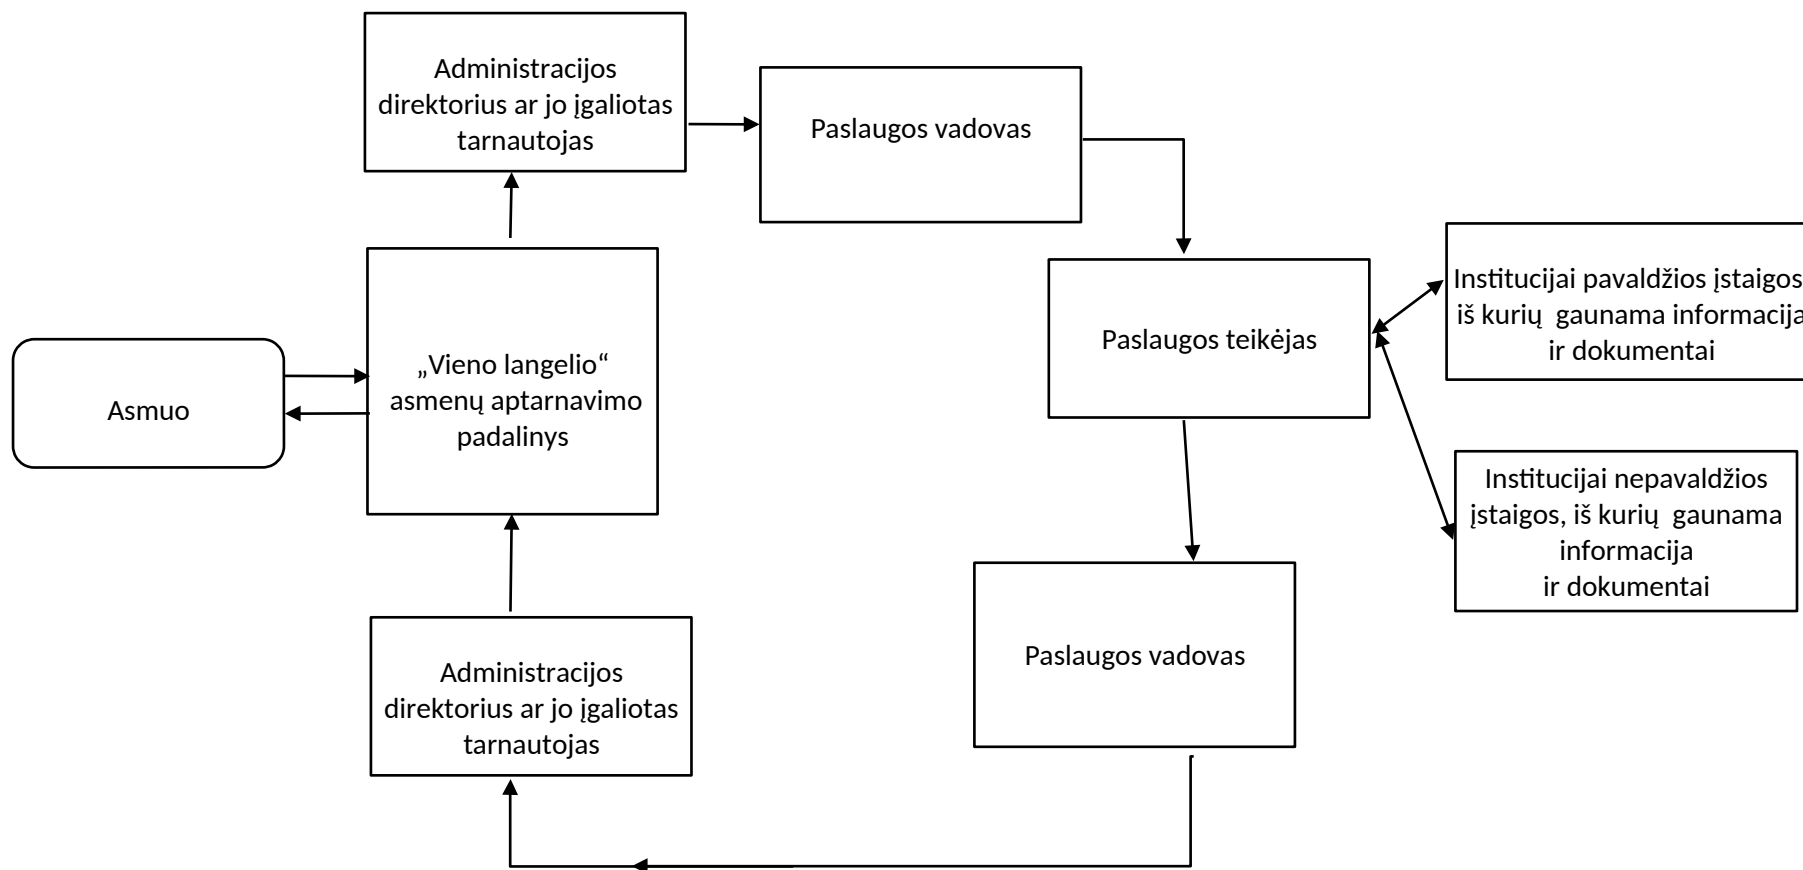 Administracijos
direktorius ar jo įgaliotas
tarnautojas
Paslaugos vadovas
Institucijai pavaldžios įstaigos
iš kurių  gaunama informacija
ir dokumentai
Paslaugos teikėjas
„Vieno langelio“
asmenų aptarnavimo
padalinys
Asmuo
Institucijai nepavaldžios
įstaigos, iš kurių  gaunama
informacija
ir dokumentai
Paslaugos vadovas
Administracijos
direktorius ar jo įgaliotas
tarnautojas